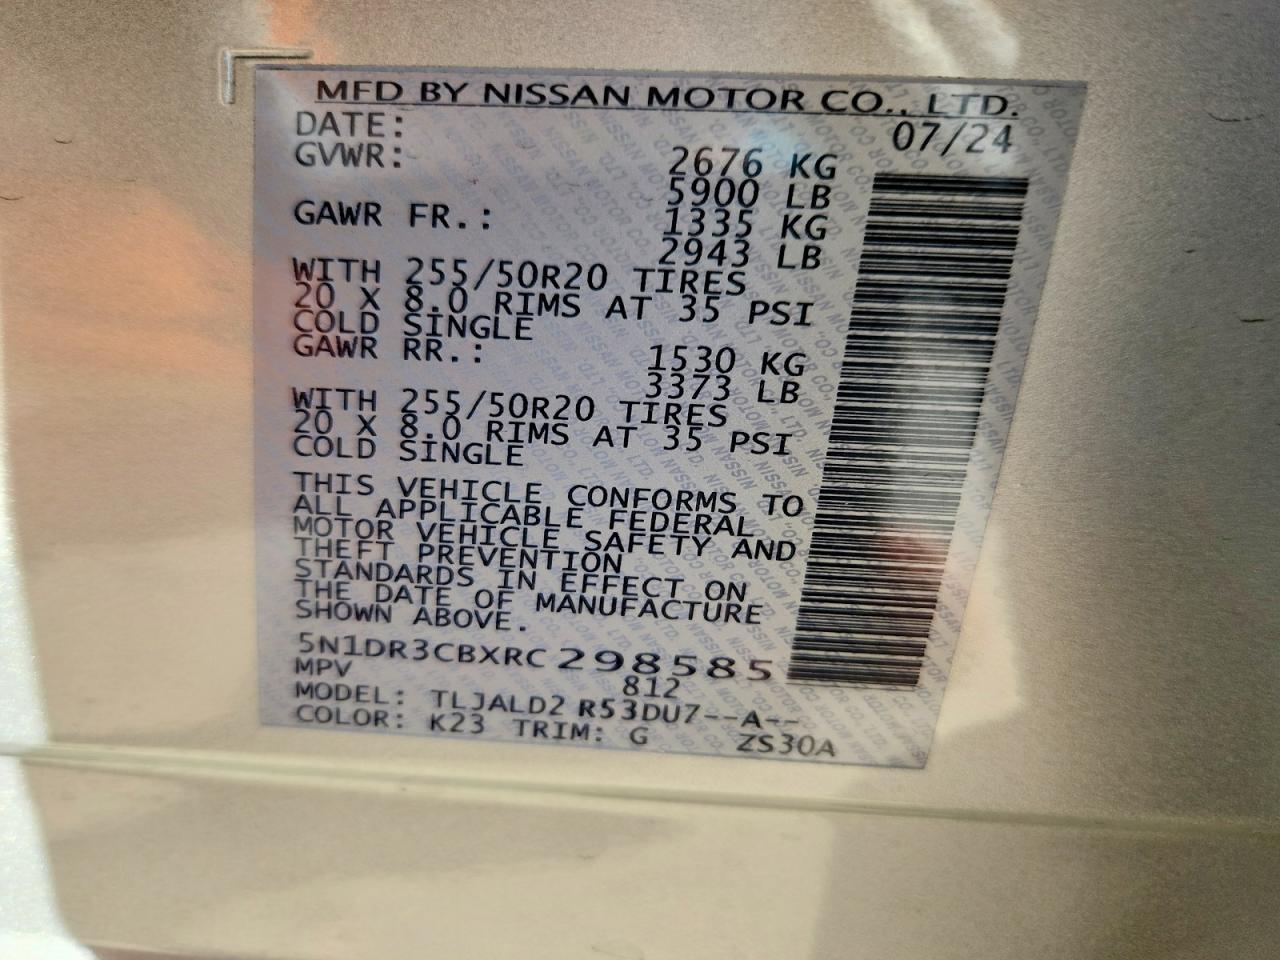 MFD BY NISSAN MOTOR CO., LTD.
DATE: 07/24
GVWR: 2676 KG
5900 LB
GAWR FR.: 1335 KG
2943 LB
WITH 255/50R20 TIRES
20 X 8.0 RIMS AT 35 PSI
COLD SINGLE
GAWR RR.: 1530 KG
3373 LB
WITH 255/50R20 TIRES
20 X 8.0 RIMS AT 35 PSI
COLD SINGLE
THIS VEHICLE CONFORMS TO
ALL APPLICABLE FEDERAL
MOTOR VEHICLE SAFETY AND
THEFT PREVENTION
STANDARDS IN EFFECT ON
THE DATE OF MANUFACTURE
SHOWN ABOVE.
5N1DR3CBXRC298585
MPV 812
MODEL: TLJALD2 R53DU7--A--
COLOR: K23 TRIM: G ZS30A